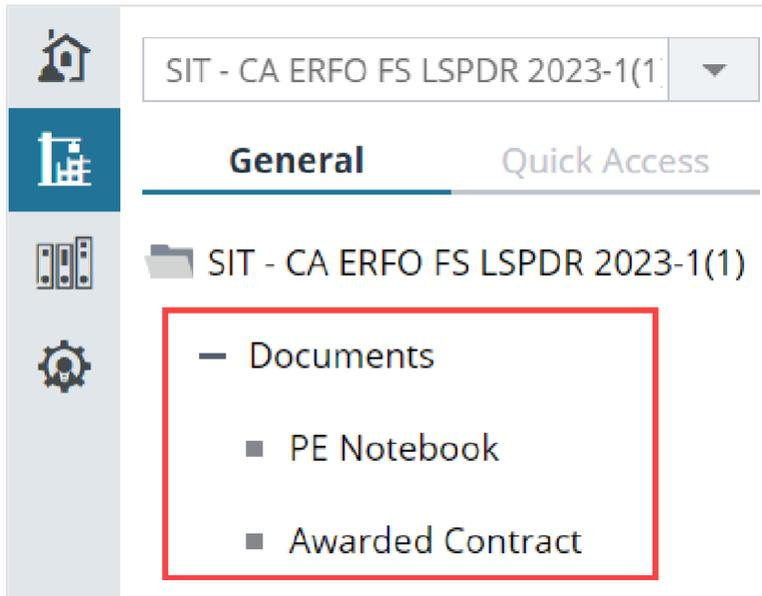 SIT - CA ERFO FS LSPDR 2023-1(1
General Quick Access
SIT - CA ERFO FS LSPDR 2023-1(1)
Documents
PE Notebook
Awarded Contract